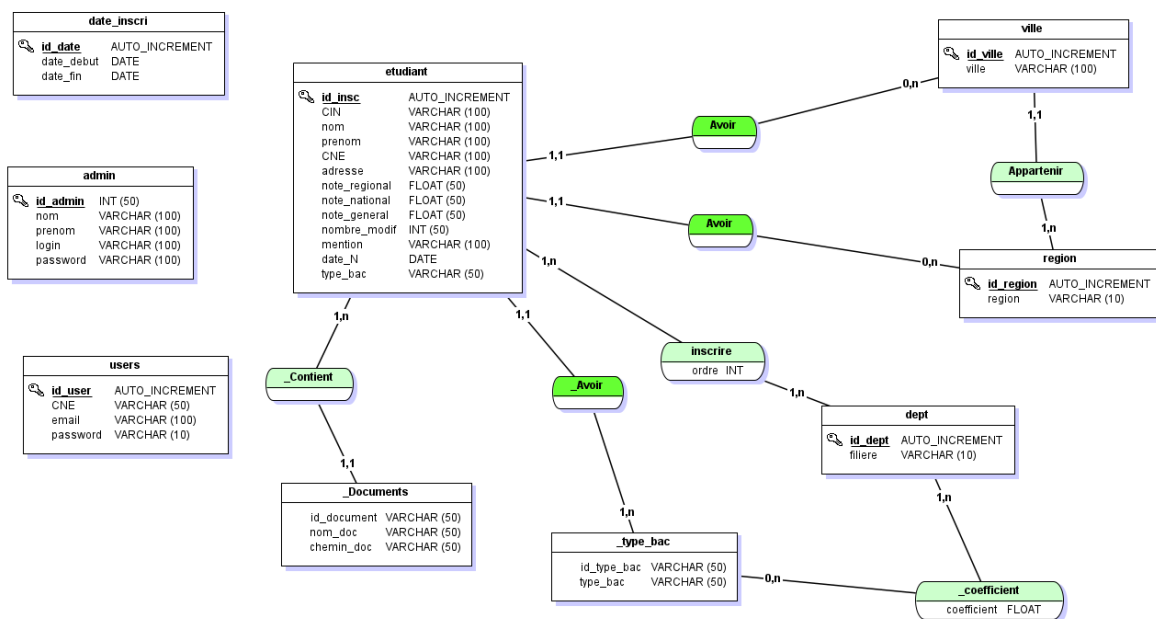 date_inscri
id_date AUTO_INCREMENT
date_debut DATE
date_fin DATE
etudiant
id_insc AUTO_INCREMENT
CIN VARCHAR (100)
nom VARCHAR (100)
prenom VARCHAR (100)
CNE VARCHAR (100)
adresse VARCHAR (100)
note_regional FLOAT (50)
note_national FLOAT (50)
note_general FLOAT (50)
nombre_modif INT (50)
mention VARCHAR (100)
date_N DATE
type_bac VARCHAR (50)
ville
id_ville AUTO_INCREMENT
ville VARCHAR (100)
0,n
Avoir
1,1
1,1
Appartenir
1,n
admin
id_admin INT (50)
nom VARCHAR (100)
prenom VARCHAR (100)
login VARCHAR (100)
password VARCHAR (100)
1,1
Avoir
0,n
region
id_region AUTO_INCREMENT
region VARCHAR (10)
1,n
inscrire
ordre INT
1,n
users
id_user AUTO_INCREMENT
CNE VARCHAR (50)
email VARCHAR (100)
password VARCHAR (10)
1,n
_Contient
1,1
1,1
_Avoir
1,n
dept
id_dept AUTO_INCREMENT
filiere VARCHAR (10)
1,n
_Documents
id_document VARCHAR (50)
nom_doc VARCHAR (50)
chemin_doc VARCHAR (50)
_type_bac
id_type_bac VARCHAR (50)
type_bac VARCHAR (50)
0,n
_coefficient
coefficient FLOAT